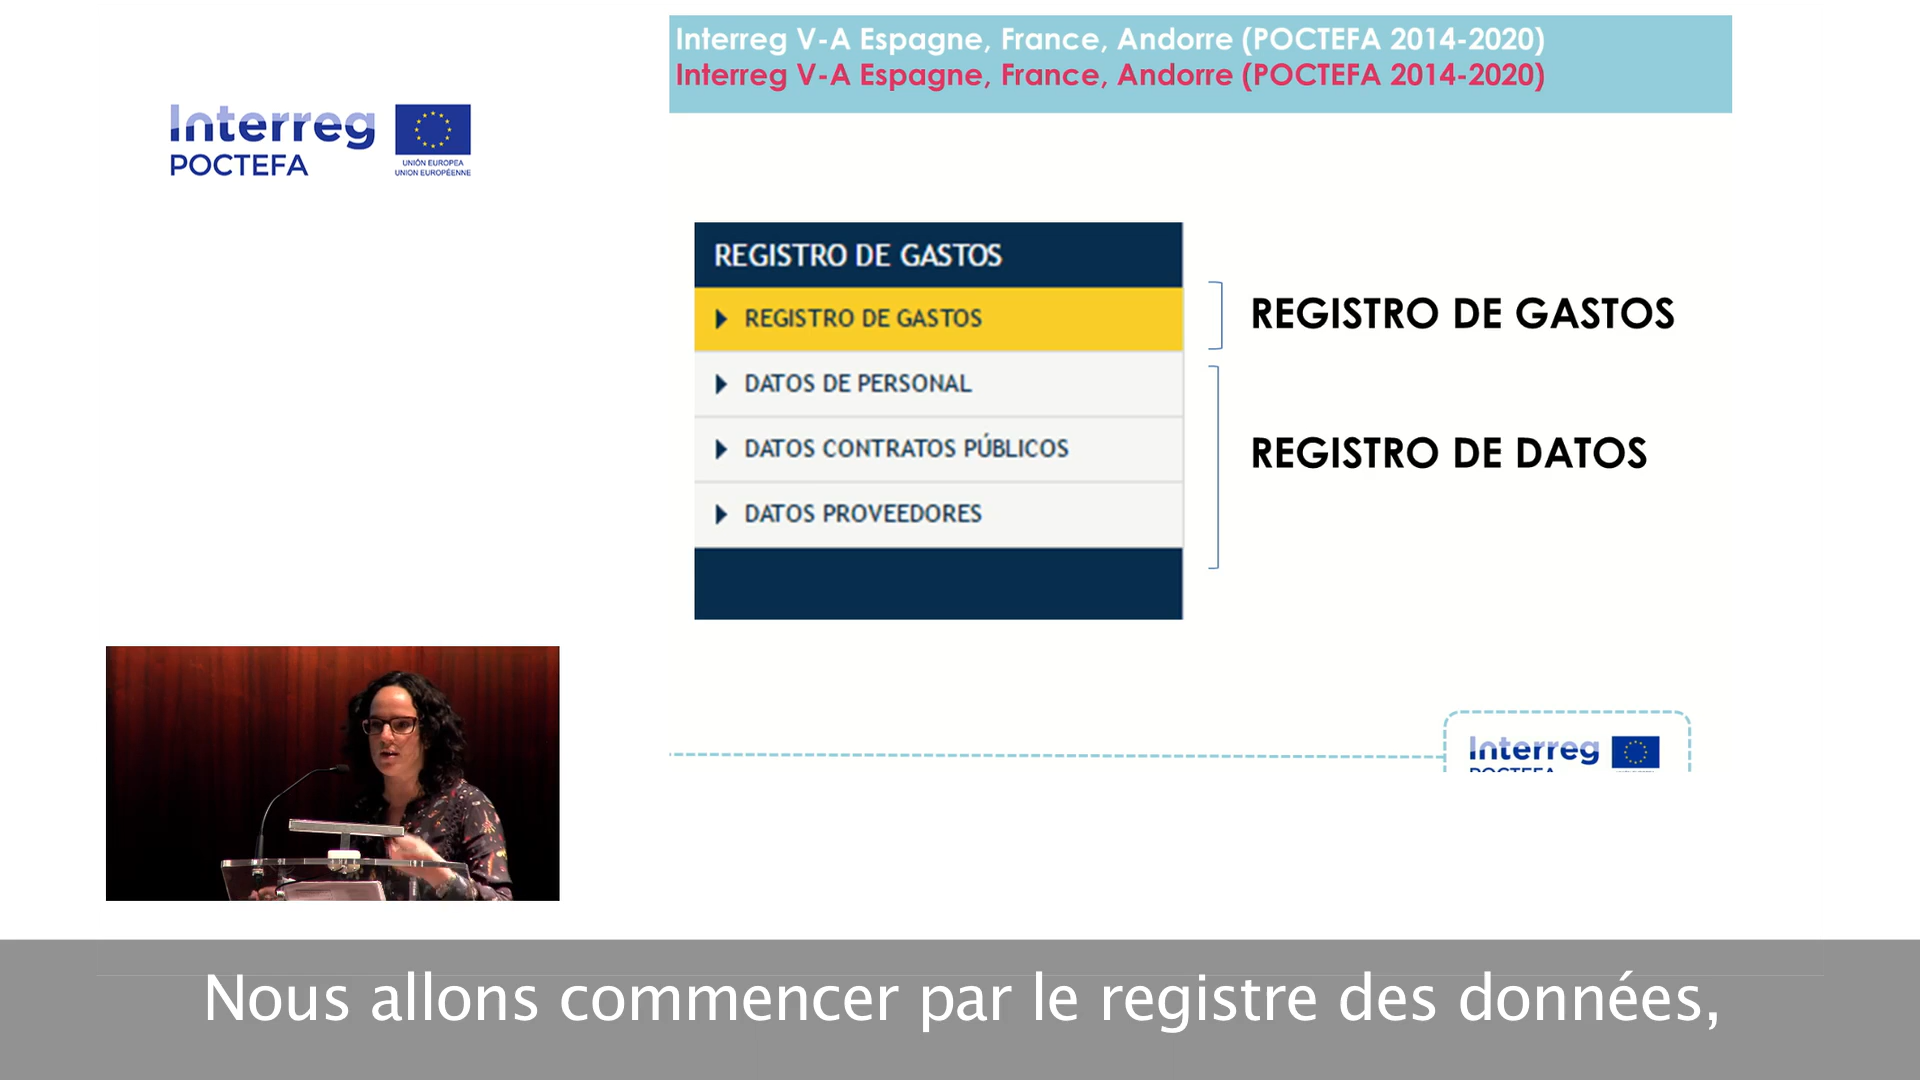 Interreg V-A Espagne, France, Andorre (POCTEFA 2014-2020)
Interreg V-A Espagne, France, Andorre (POCTEFA 2014-2020)
Interreg
POCTEFA
UNIÓN EUROPEA
UNION EUROPÉENNE
REGISTRO DE GASTOS
REGISTRO DE GASTOS
DATOS DE PERSONAL
DATOS CONTRATOS PÚBLICOS
DATOS PROVEEDORES
REGISTRO DE GASTOS
REGISTRO DE DATOS
Interreg
POCTEFA
Nous allons commencer par le registre des données,